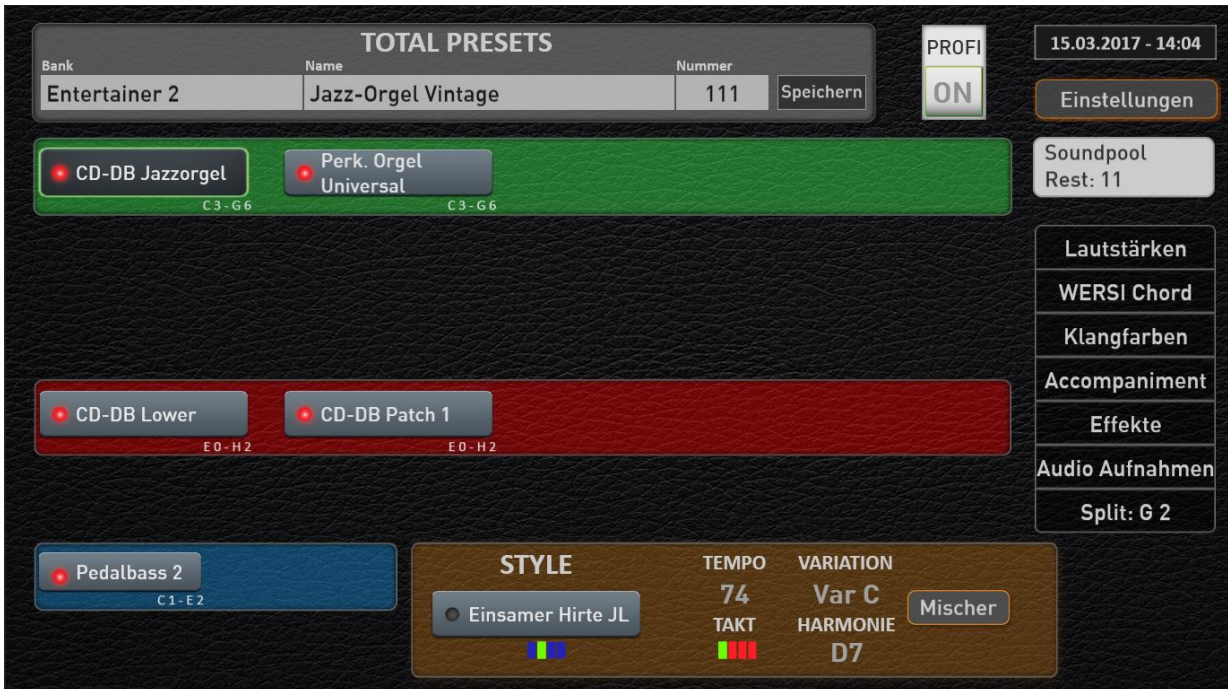 TOTAL PRESETS
Bank
Name
Nummer
Entertainer 2
Jazz-Orgel Vintage
111
Speichern
PROFI
ON
15.03.2017 - 14:04
Einstellungen
Soundpool
Rest: 11
CD-DB Jazzorgel
C3-G6
Perk. Orgel
Universal
C3-G6
Lautstärken
WERSI Chord
Klangfarben
Accompaniment
Effekte
Audio Aufnahmen
Split: G 2
CD-DB Lower
E0-H2
CD-DB Patch 1
E0-H2
Pedalbass 2
C1-E2
STYLE
Einsamer Hirte JL
TEMPO
74
TAKT
VARIATION
Var C
HARMONIE
D7
Mischer